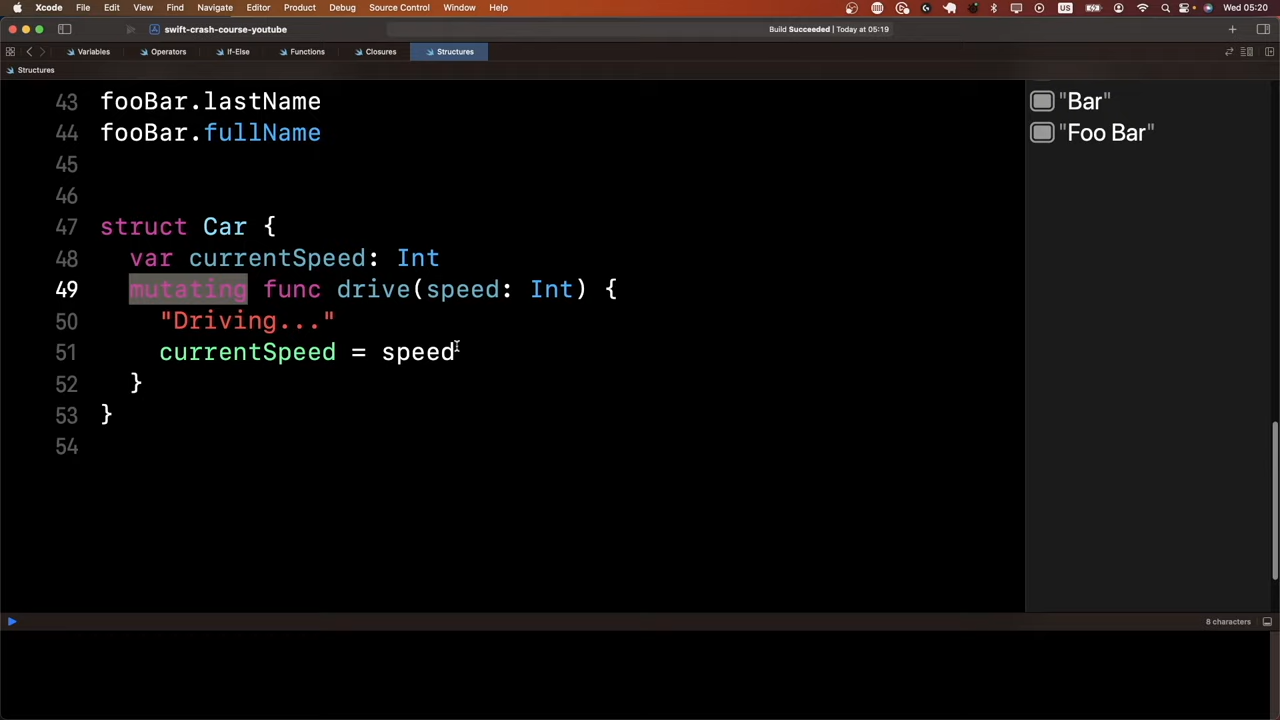 Xcode File Edit View Find Navigate Editor Product Debug Source Control Window Help Wed 05:20
swift-crash-course-youtube Build Succeeded | Today at 05:19
Variables Operators If-Else Functions Closures Structures
Structures
43 fooBar.lastName "Bar"
44 fooBar.fullName "Foo Bar"
45
46
47 struct Car {
48 var currentSpeed: Int
49 mutating func drive(speed: Int) {
50 "Driving..."
51 currentSpeed = speed
52 }
53 }
54
8 characters